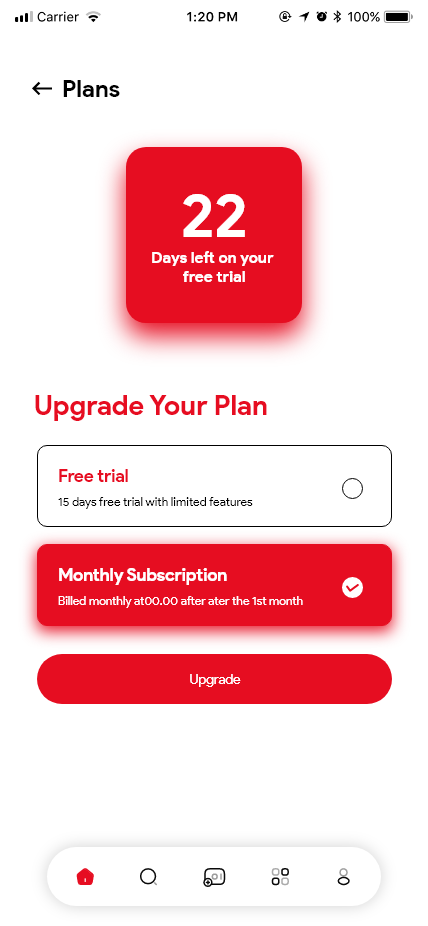 Carrier 1:20 PM 100%
Plans
22
Days left on your
free trial
Upgrade Your Plan
Free trial
15 days free trial with limited features
Monthly Subscription
Billed monthly at00.00 after ater the 1st month
Upgrade